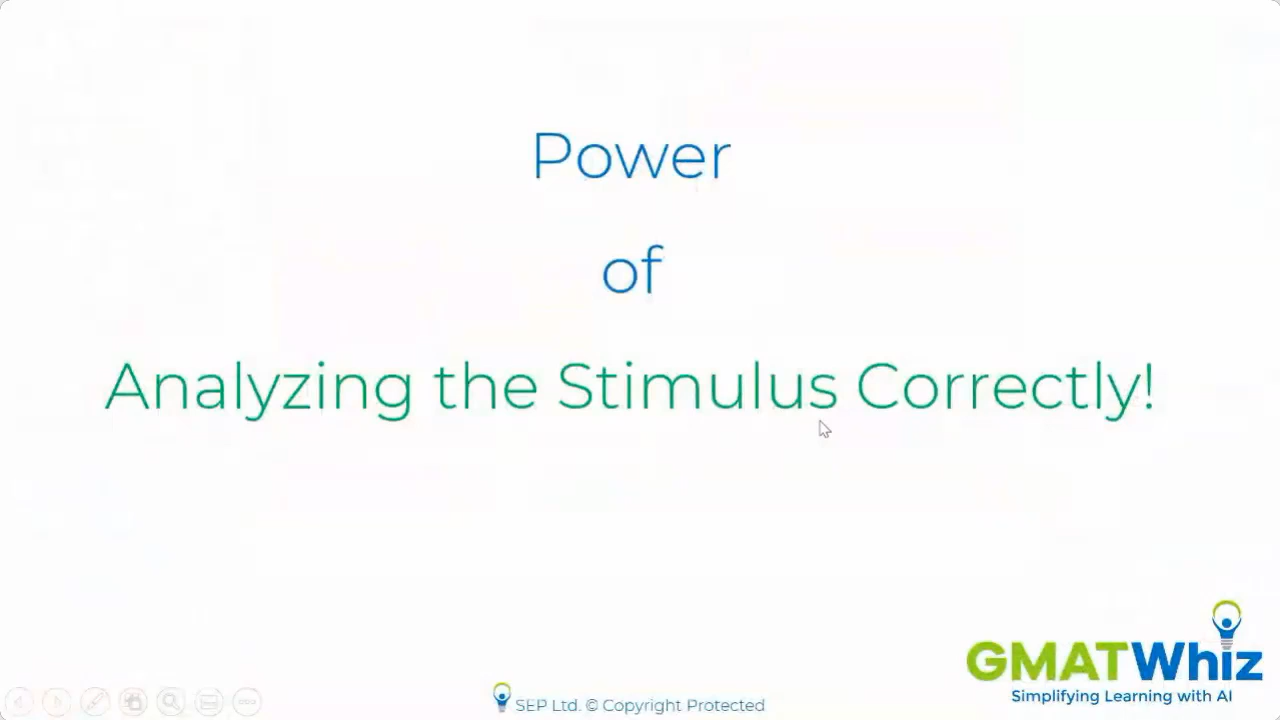 Power
of
Analyzing the Stimulus Correctly!
GMATWhiz
Simplifying Learning with AI
SEP Ltd. © Copyright Protected